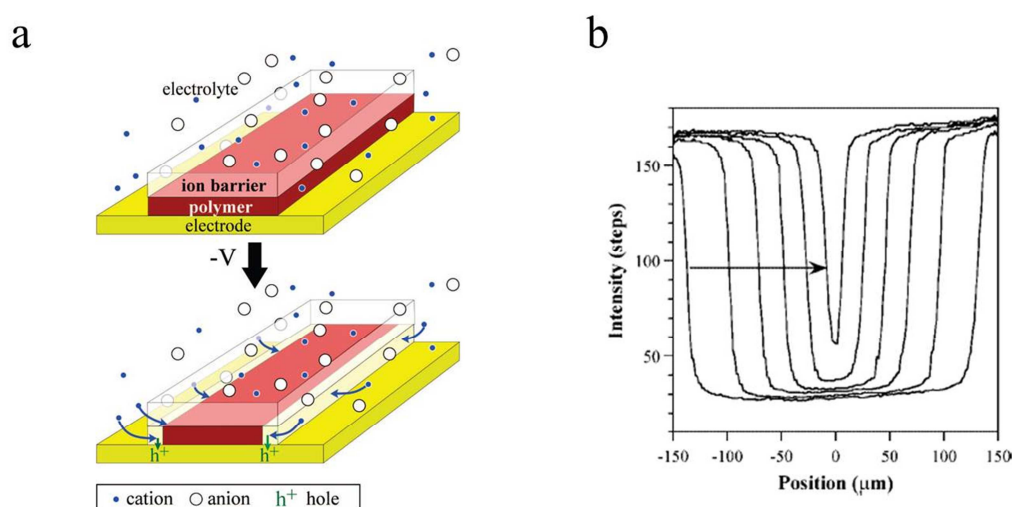 a
electrolyte
ion barrier
polymer
electrode
-V
h+
h+
cation
anion
h+ hole
b
Intensity (steps)
150
100
50
-150
-100
-50
0
50
100
150
Position (μm)